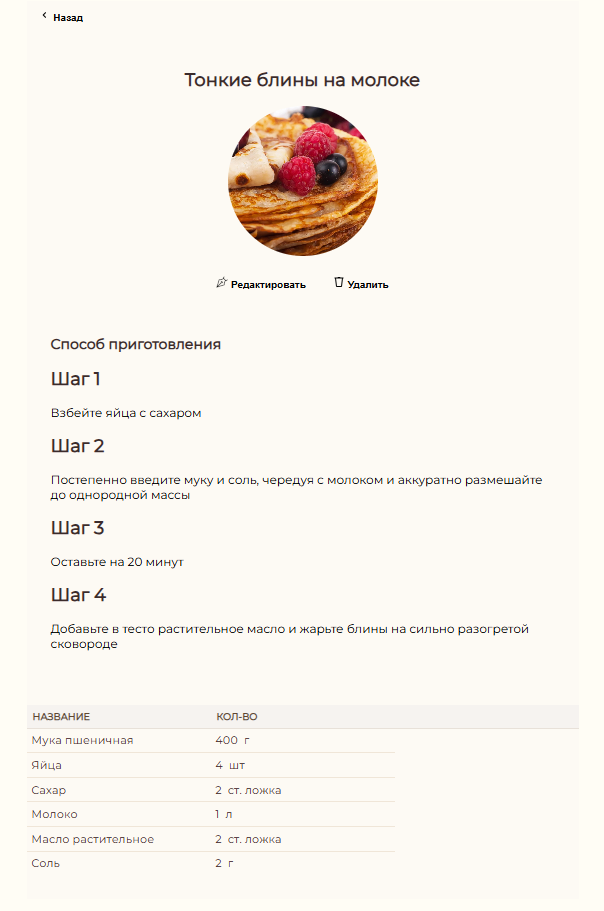 Назад
Тонкие блины на молоке
Редактировать Удалить
Способ приготовления
Шаг 1
Взбейте яйца с сахаром
Шаг 2
Постепенно введите муку и соль, чередуя с молоком и аккуратно размешайте
до однородной массы
Шаг 3
Оставьте на 20 минут
Шаг 4
Добавьте в тесто растительное масло и жарьте блины на сильно разогретой
сковороде
НАЗВАНИЕ КОЛ-ВО
Мука пшеничная 400 г
Яйца 4 шт
Сахар 2 ст. ложка
Молоко 1 л
Масло растительное 2 ст. ложка
Соль 2 г